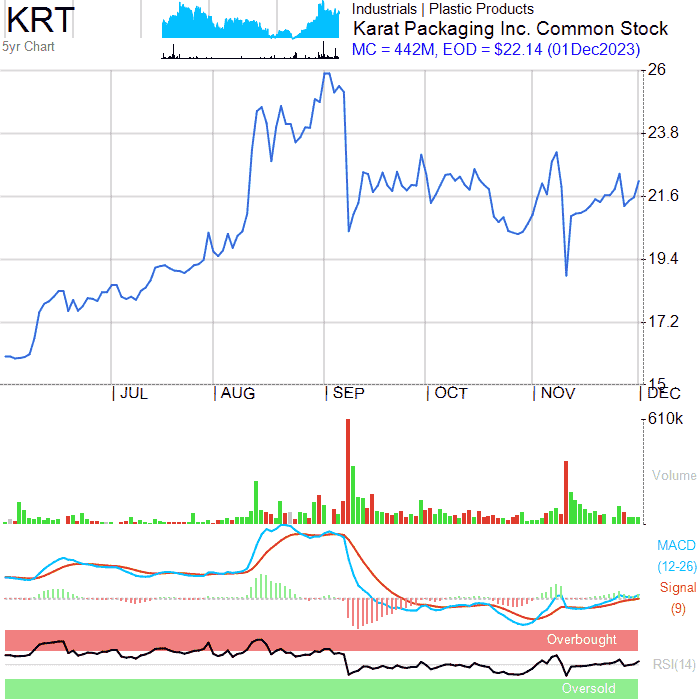 KRT
5yr Chart
Industrials | Plastic Products
Karat Packaging Inc. Common Stock
MC = 442M, EOD = $22.14 (01Dec2023)
26
23.8
21.6
19.4
17.2
15
| JUL | AUG | SEP | OCT | NOV | DEC
610k
Volume
MACD
(12-26)
Signal
(9)
Overbought
RSI(14)
Oversold